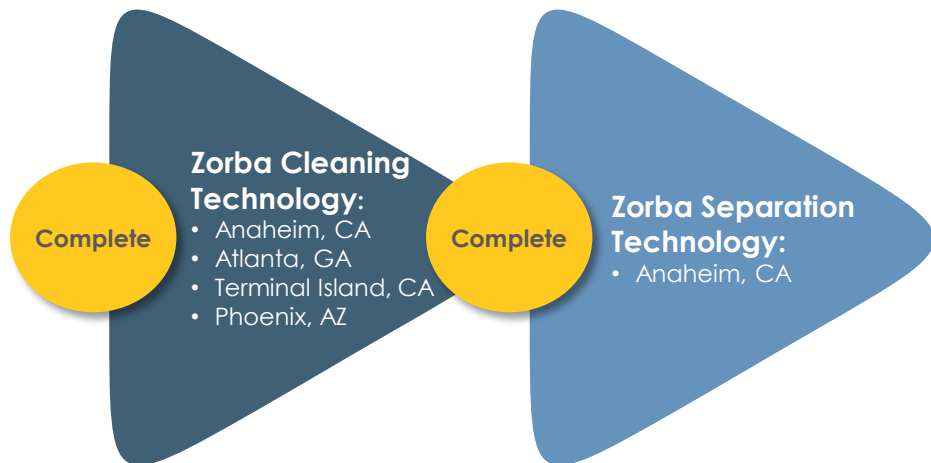 Complete
Zorba Cleaning
Technology:
• Anaheim, CA
• Atlanta, GA
• Terminal Island, CA
• Phoenix, AZ
Complete
Zorba Separation
Technology:
• Anaheim, CA